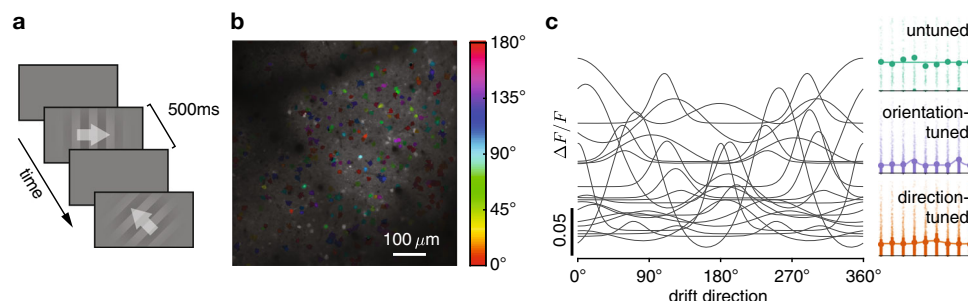 a
500ms
time
b
180°
135°
90°
45°
0°
100 μm
c
ΔF / F
0.05
0°
90°
180°
270°
360°
drift direction
untuned
orientation-
tuned
direction-
tuned